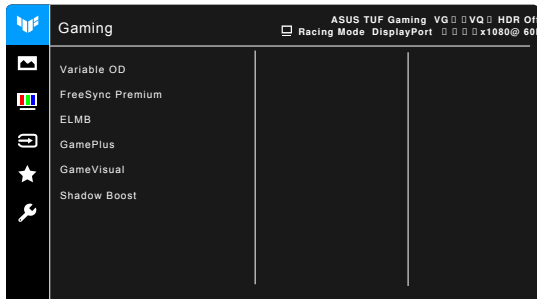 Gaming
ASUS TUF Gaming VG▯▯VQ▯ HDR Of
Racing Mode DisplayPort ▯▯▯▯x1080@ 60
Variable OD
FreeSync Premium
ELMB
GamePlus
GameVisual
Shadow Boost